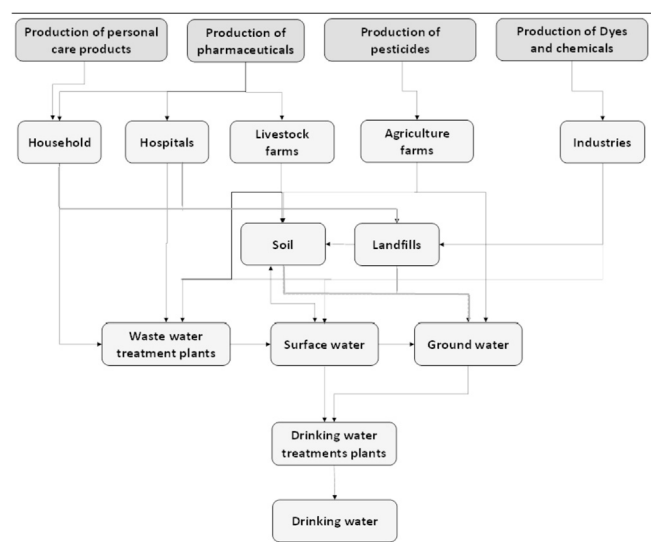 Production of personal
care products
Production of
pharmaceuticals
Production of
pesticides
Production of Dyes
and chemicals
Household
Hospitals
Livestock
farms
Agriculture
farms
Industries
Soil
Landfills
Waste water
treatment plants
Surface water
Ground water
Drinking water
treatments plants
Drinking water